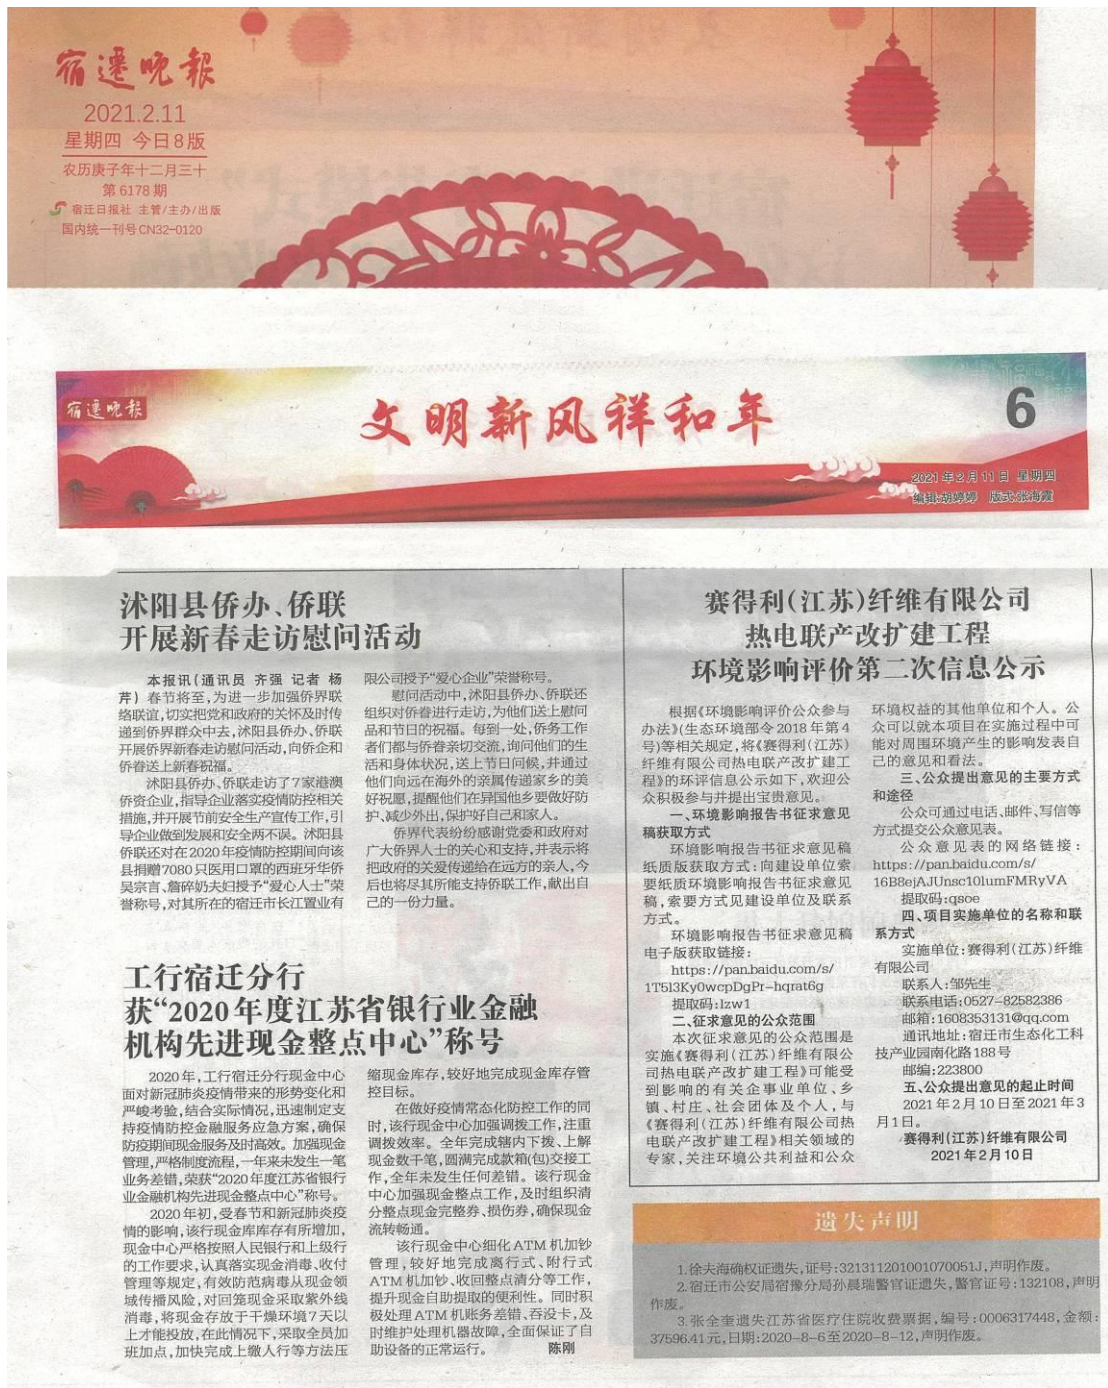 宿遷晚報
2021.2.11
星期四 今日8版
农历庚子年十二月三十
第6178期
宿迁日报社 主管/主办/出版
国内统一刊号CN32-0120
宿遷晚報
文明新风祥和年
6
2021年2月11日 星期四
编辑:胡婷婷 版式:张海霞
沭阳县侨办、侨联
开展新春走访慰问活动
本报讯(通讯员 齐强 记者 杨
芹) 春节将至,为进一步加强侨界联
络联谊,切实把党和政府的关怀及时传
递到侨界群众中去,沭阳县侨办、侨联
开展侨界新春走访慰问活动,向侨企和
侨眷送上新春祝福。
沭阳县侨办、侨联走访了7家港澳
侨资企业,指导企业落实疫情防控相关
措施,并开展节前安全生产宣传工作,引
导企业做到发展和安全两不误。沭阳县
侨联还对在2020年疫情防控期间向该
县捐赠7080只医用口罩的西班牙华侨
吴宗言、詹碎奶夫妇授予“爱心人士”荣
誉称号,对其所在的宿迁市长江置业有
限公司授予“爱心企业”荣誉称号。
慰问活动中,沭阳县侨办、侨联还
组织对侨眷进行走访,为他们送上慰问
品和节日的祝福。每到一处,侨务工作
者们都与侨眷亲切交流,询问他们的生
活和身体状况,送上节日问候,并通过
他们向远在海外的亲属传递家乡的美
好祝愿,提醒他们在异国他乡要做好防
护、减少外出,保护好自己和家人。
侨界代表纷纷感谢党委和政府对
广大侨界人士的关心和支持,并表示将
把政府的关爱传递给在远方的亲人,今
后也将尽其所能支持侨联工作,献出自
己的一份力量。
工行宿迁分行
获“2020年度江苏省银行业金融
机构先进现金整点中心”称号
2020年,工行宿迁分行现金中心
面对新冠肺炎疫情带来的形势变化和
严峻考验,结合实际情况,迅速制定支
持疫情防控金融服务应急方案,确保
防疫期间现金服务及时高效。加强现金
管理,严格制度流程,一年来未发生一笔
业务差错,荣获“2020年度江苏省银行
业金融机构先进现金整点中心”称号。
2020年初,受春节和新冠肺炎疫
情的影响,该行现金库库存有所增加,
现金中心严格按照人民银行和上级行
的工作要求,认真落实现金消毒、收付
管理等规定,有效防范病毒从现金领
域传播风险,对回笼现金采取紫外线
消毒,将现金存放于干燥环境7天以
上才能投放,在此情况下,采取全员加
班加点,加快完成上缴人行等方法压
缩现金库存,较好地完成现金库存管
控目标。
在做好疫情常态化防控工作的同
时,该行现金中心加强调拨工作,注重
调拨效率。全年完成辖内下拨、上解
现金数千笔,圆满完成款箱(包)交接工
作,全年未发生任何差错。该行现金
中心加强现金整点工作,及时组织清
分整点现金完整券、损伤券,确保现金
流转畅通。
该行现金中心细化ATM机加钞
管理,较好地完成离行式、附行式
ATM机加钞、收回整点清分等工作,
提升现金自助提取的便利性。同时积
极处理ATM机账务差错、吞没卡,及
时维护处理机器故障,全面保证了自
助设备的正常运行。 陈刚
赛得利(江苏)纤维有限公司
热电联产改扩建工程
环境影响评价第二次信息公示
根据《环境影响评价公众参与
办法》(生态环境部令2018年第4
号)等相关规定,将《赛得利(江苏)
纤维有限公司热电联产改扩建工
程》的环评信息公示如下,欢迎公
众积极参与并提出宝贵意见。
一、环境影响报告书征求意见
稿获取方式
环境影响报告书征求意见稿
纸质版获取方式:向建设单位索
要纸质环境影响报告书征求意见
稿,索要方式见建设单位及联系
方式。
环境影响报告书征求意见稿
电子版获取链接:
https://pan.baidu.com/s/
1T5l3Ky0wcpDgPr-hqrat6g
提取码:lzw1
二、征求意见的公众范围
本次征求意见的公众范围是
实施《赛得利(江苏)纤维有限公
司热电联产改扩建工程》可能受
到影响的有关企事业单位、乡
镇、村庄、社会团体及个人,与
《赛得利(江苏)纤维有限公司热
电联产改扩建工程》相关领域的
专家,关注环境公共利益和公众
环境权益的其他单位和个人。公
众可以就本项目在实施过程中可
能对周围环境产生的影响发表自
己的意见和看法。
三、公众提出意见的主要方式
和途径
公众可通过电话、邮件、写信等
方式提交公众意见表。
公众意见表的网络链接:
https://pan.baidu.com/s/
16B8ejAJUnsc10lumFMRyVA
提取码:qsoe
四、项目实施单位的名称和联
系方式
实施单位:赛得利(江苏)纤维
有限公司
联系人:邹先生
联系电话:0527-82582386
邮箱:1608353131@qq.com
通讯地址:宿迁市生态化工科
技产业园南化路188号
邮编:223800
五、公众提出意见的起止时间
2021年2月10日至2021年3
月1日。
赛得利(江苏)纤维有限公司
2021年2月10日
遗失声明
1.徐夫海确权证遗失,证号:321311201001070051J,声明作废。
2.宿迁市公安局宿豫分局孙晨瑞警官证遗失,警官证号:132108,声明
作废。
3.张全奎遗失江苏省医疗住院收费票据,编号:0006317448,金额:
37596.41元,日期:2020-8-6至2020-8-12,声明作废。